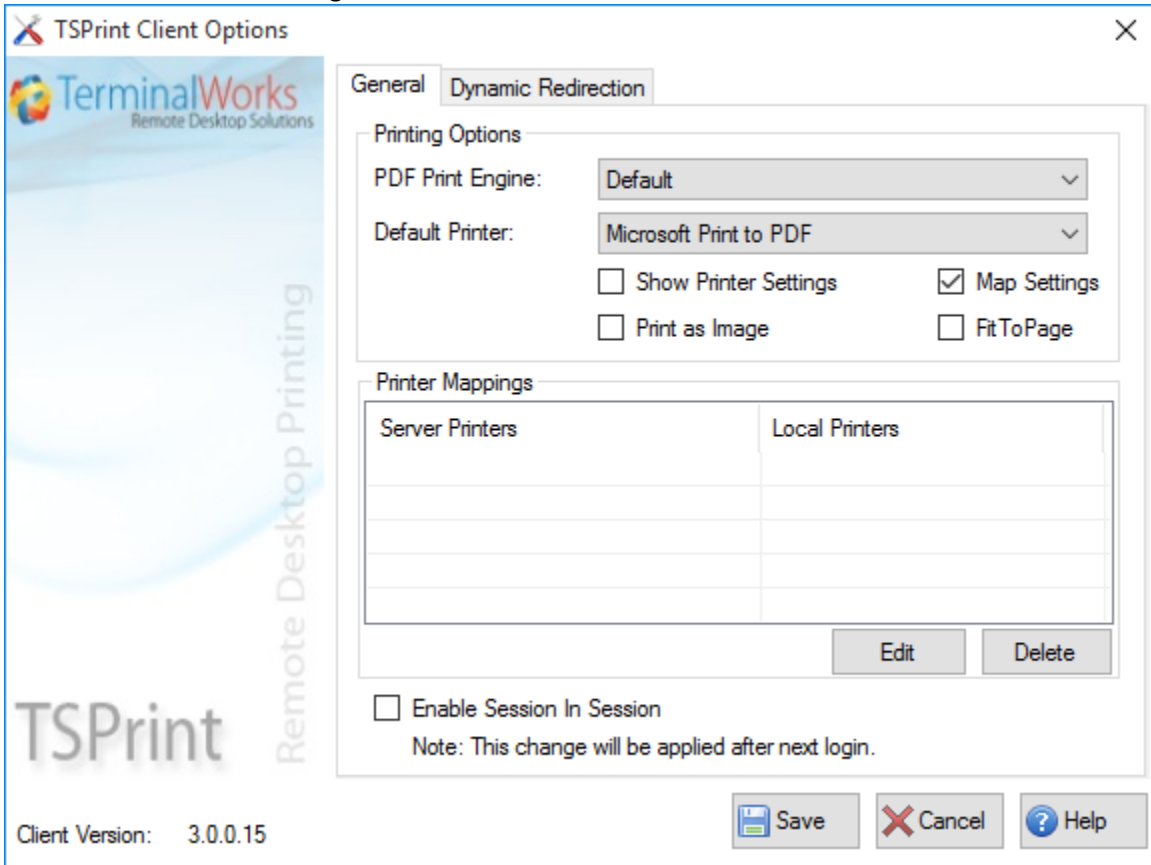 TSPrint Client Options
TerminalWorks
Remote Desktop Solutions
Remote Desktop Printing
TSPrint
Client Version: 3.0.0.15
General Dynamic Redirection
Printing Options
PDF Print Engine: Default
Default Printer: Microsoft Print to PDF
Show Printer Settings Map Settings
Print as Image FitToPage
Printer Mappings
Server Printers Local Printers
Edit Delete
Enable Session In Session
Note: This change will be applied after next login.
Save Cancel Help